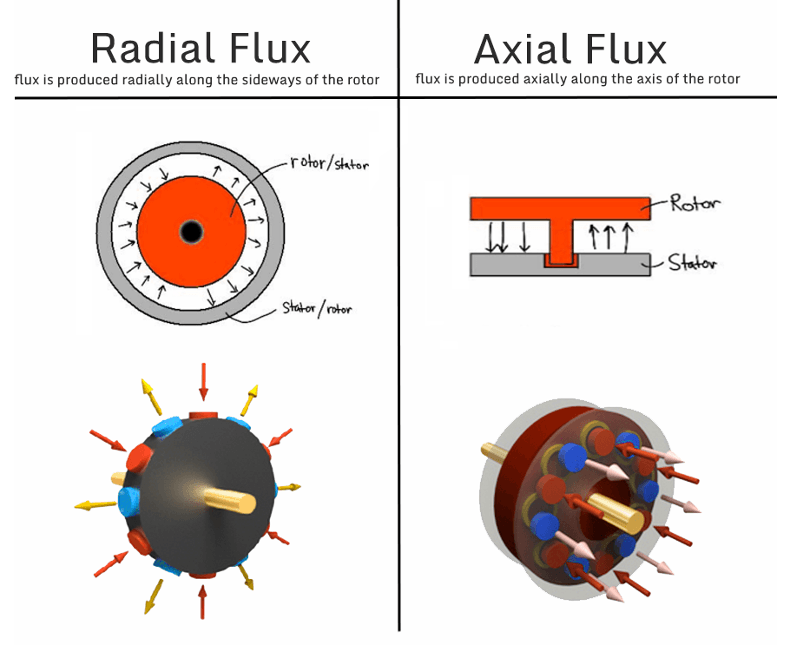 Radial Flux
flux is produced radially along the sideways of the rotor
Axial Flux
flux is produced axially along the axis of the rotor
rotor/stator
stator/rotor
Rotor
Stator